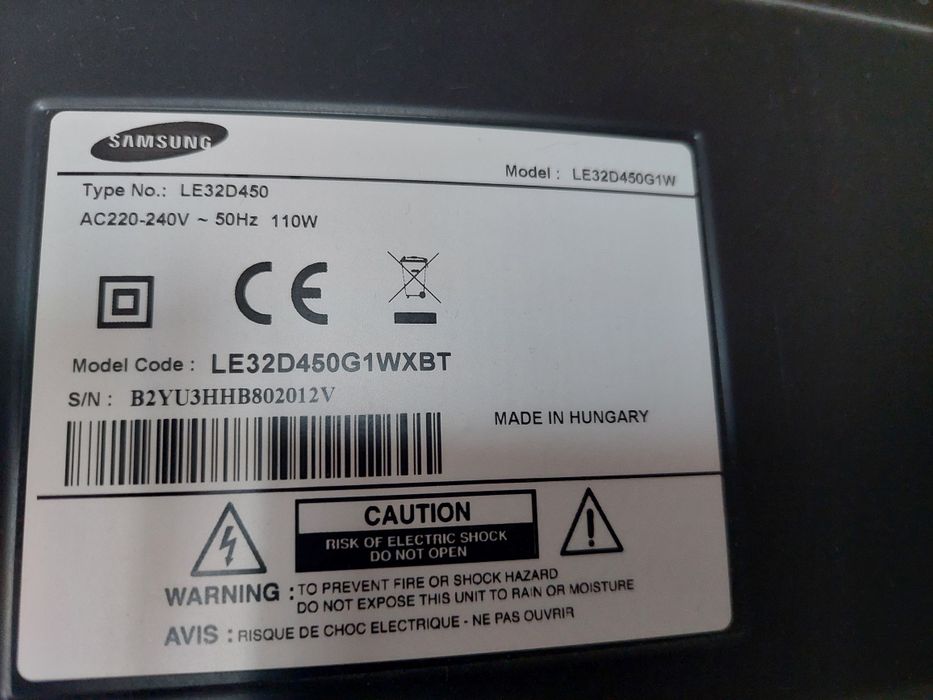 SAMSUNG
Model : LE32D450G1W
Type No.: LE32D450
AC220-240V ~ 50Hz 110W
CE
Model Code : LE32D450G1WXBT
S/N : B2YU3HHB802012V
MADE IN HUNGARY
CAUTION
RISK OF ELECTRIC SHOCK
DO NOT OPEN
WARNING : TO PREVENT FIRE OR SHOCK HAZARD
DO NOT EXPOSE THIS UNIT TO RAIN OR MOISTURE
AVIS : RISQUE DE CHOC ELECTRIQUE - NE PAS OUVRIR